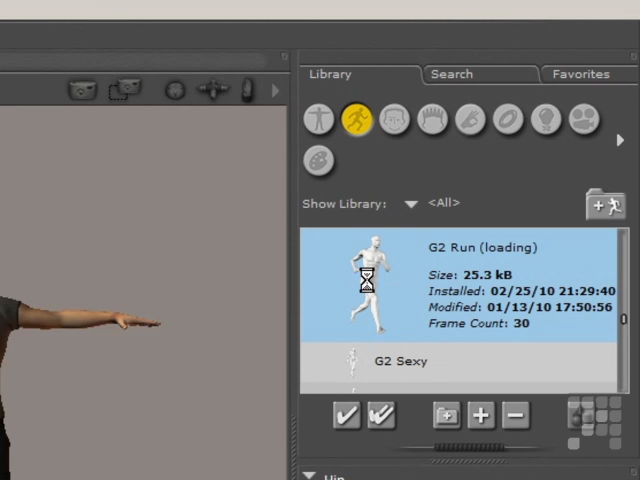 Library
Search
Favorites
Show Library:
<All>
G2 Run (loading)
Size: 25.3 kB
Installed: 02/25/10 21:29:40
Modified: 01/13/10 17:50:56
Frame Count: 30
G2 Sexy
Hip